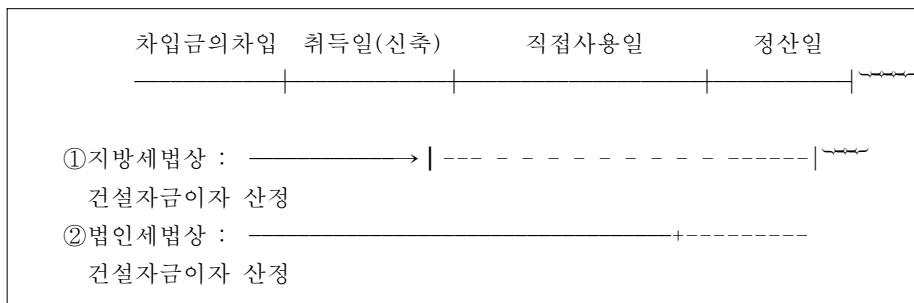 차입금의차입 취득일(신축) 직접사용일 정산일
①지방세법상 :
건설자금이자 산정
②법인세법상 :
건설자금이자 산정